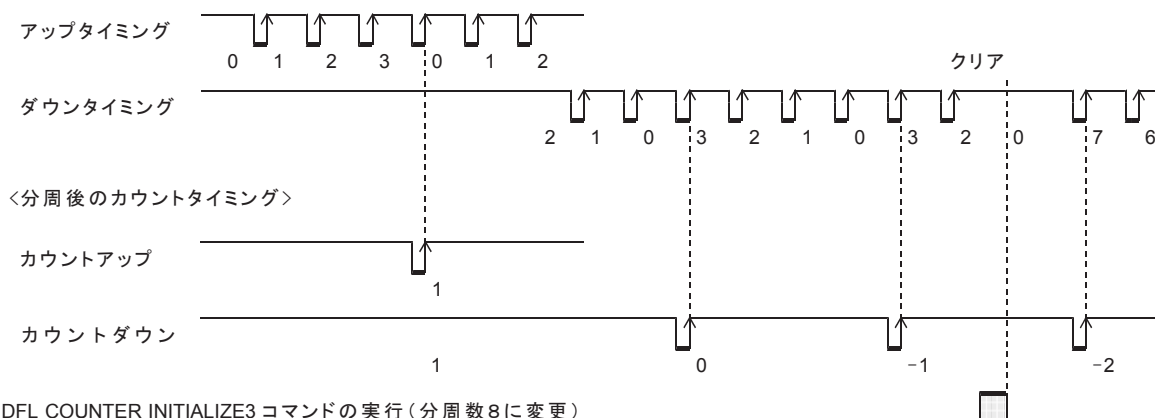 アップタイミング
0 1 2 3 0 1 2
クリア
ダウンタイミング
2 1 0 3 2 1 0 3 2 0 7 6
<分周後のカウントタイミング>
カウントアップ
1
カウントダウン
1 0 -1 -2
DFL COUNTER INITIALIZE3 コマンドの実行(分周数8に変更)